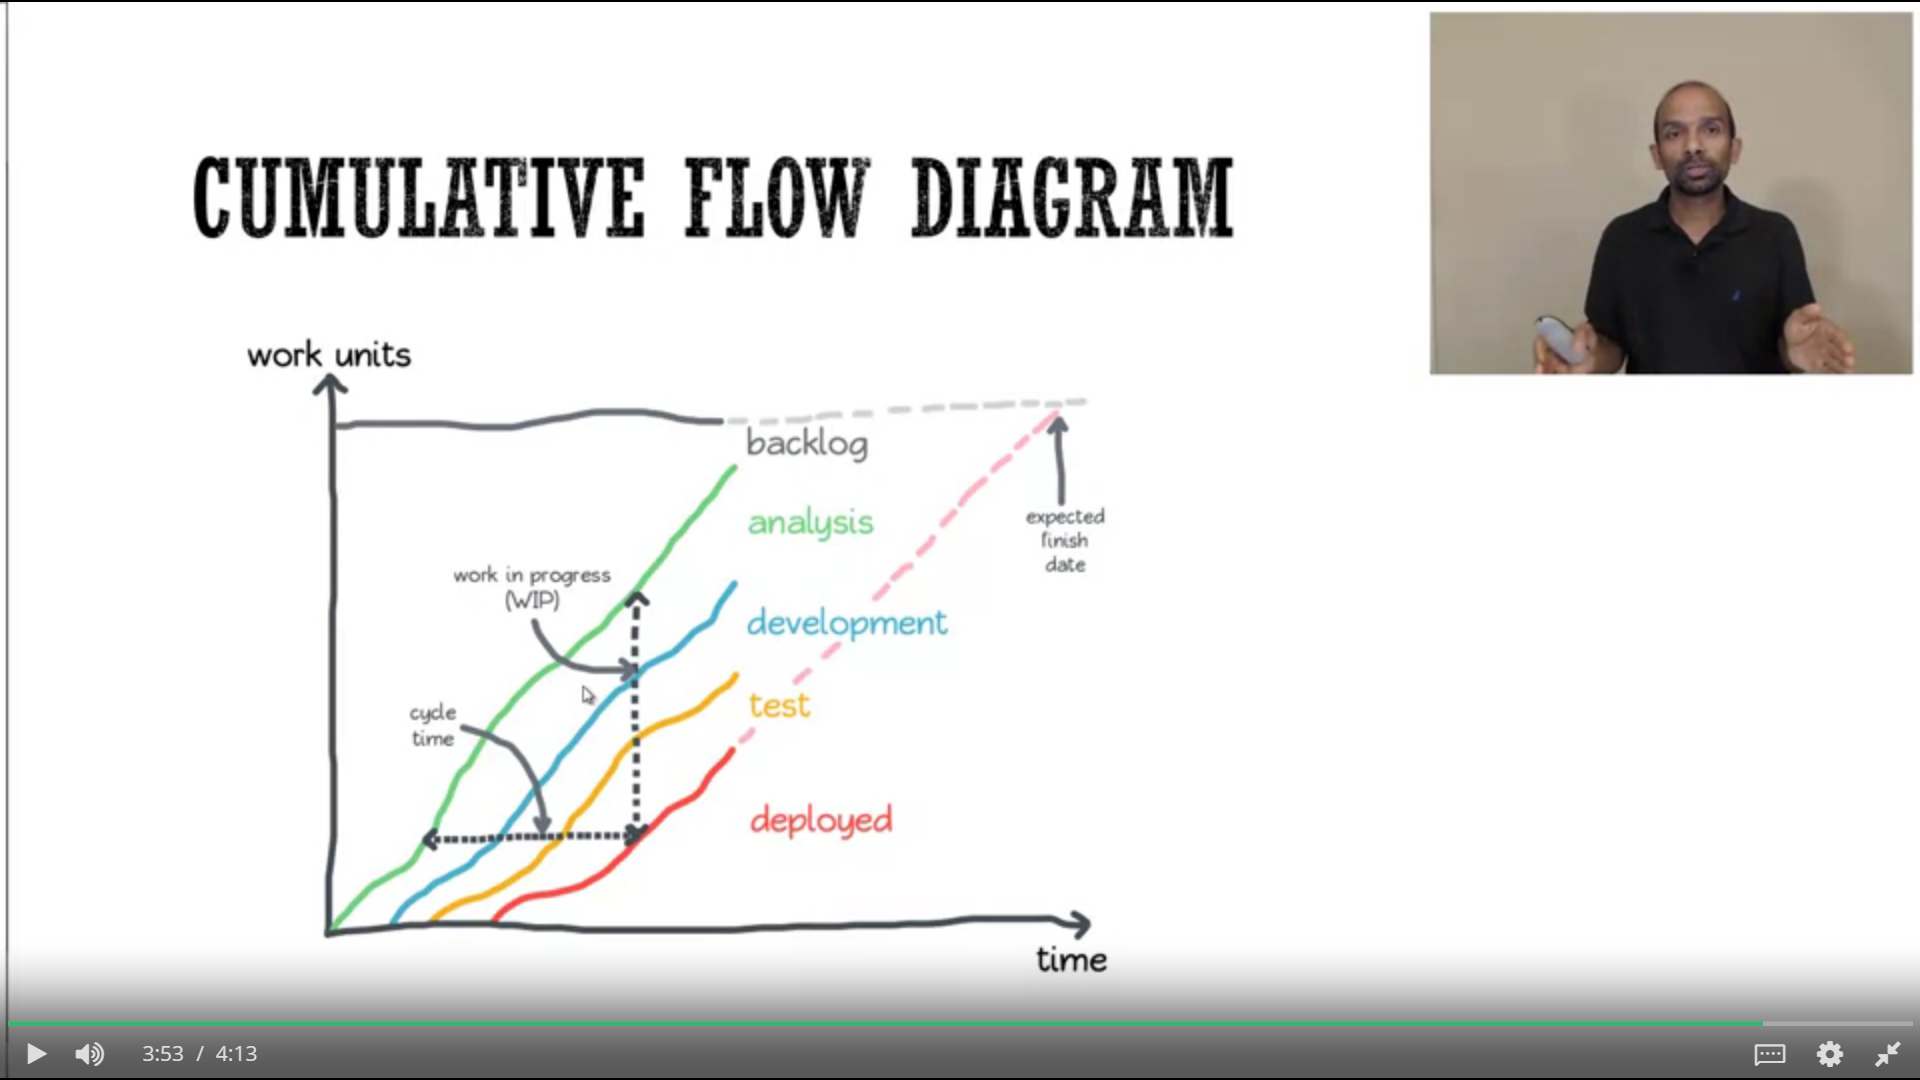 CUMULATIVE FLOW DIAGRAM
work units
backlog
analysis
expected
finish
date
work in progress
(WIP)
development
cycle
time
test
deployed
time
3:53 / 4:13